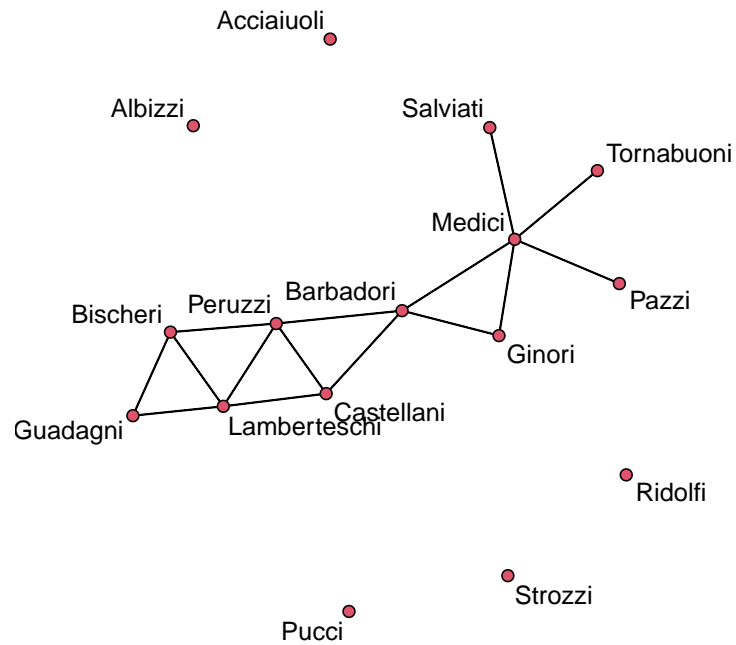 Acciaiuoli
Albizzi
Salviati
Tornabuoni
Medici
Barbadori
Pazzi
Peruzzi
Bischeri
Ginori
Castellani
Lamberteschi
Guadagni
Ridolfi
Strozzi
Pucci